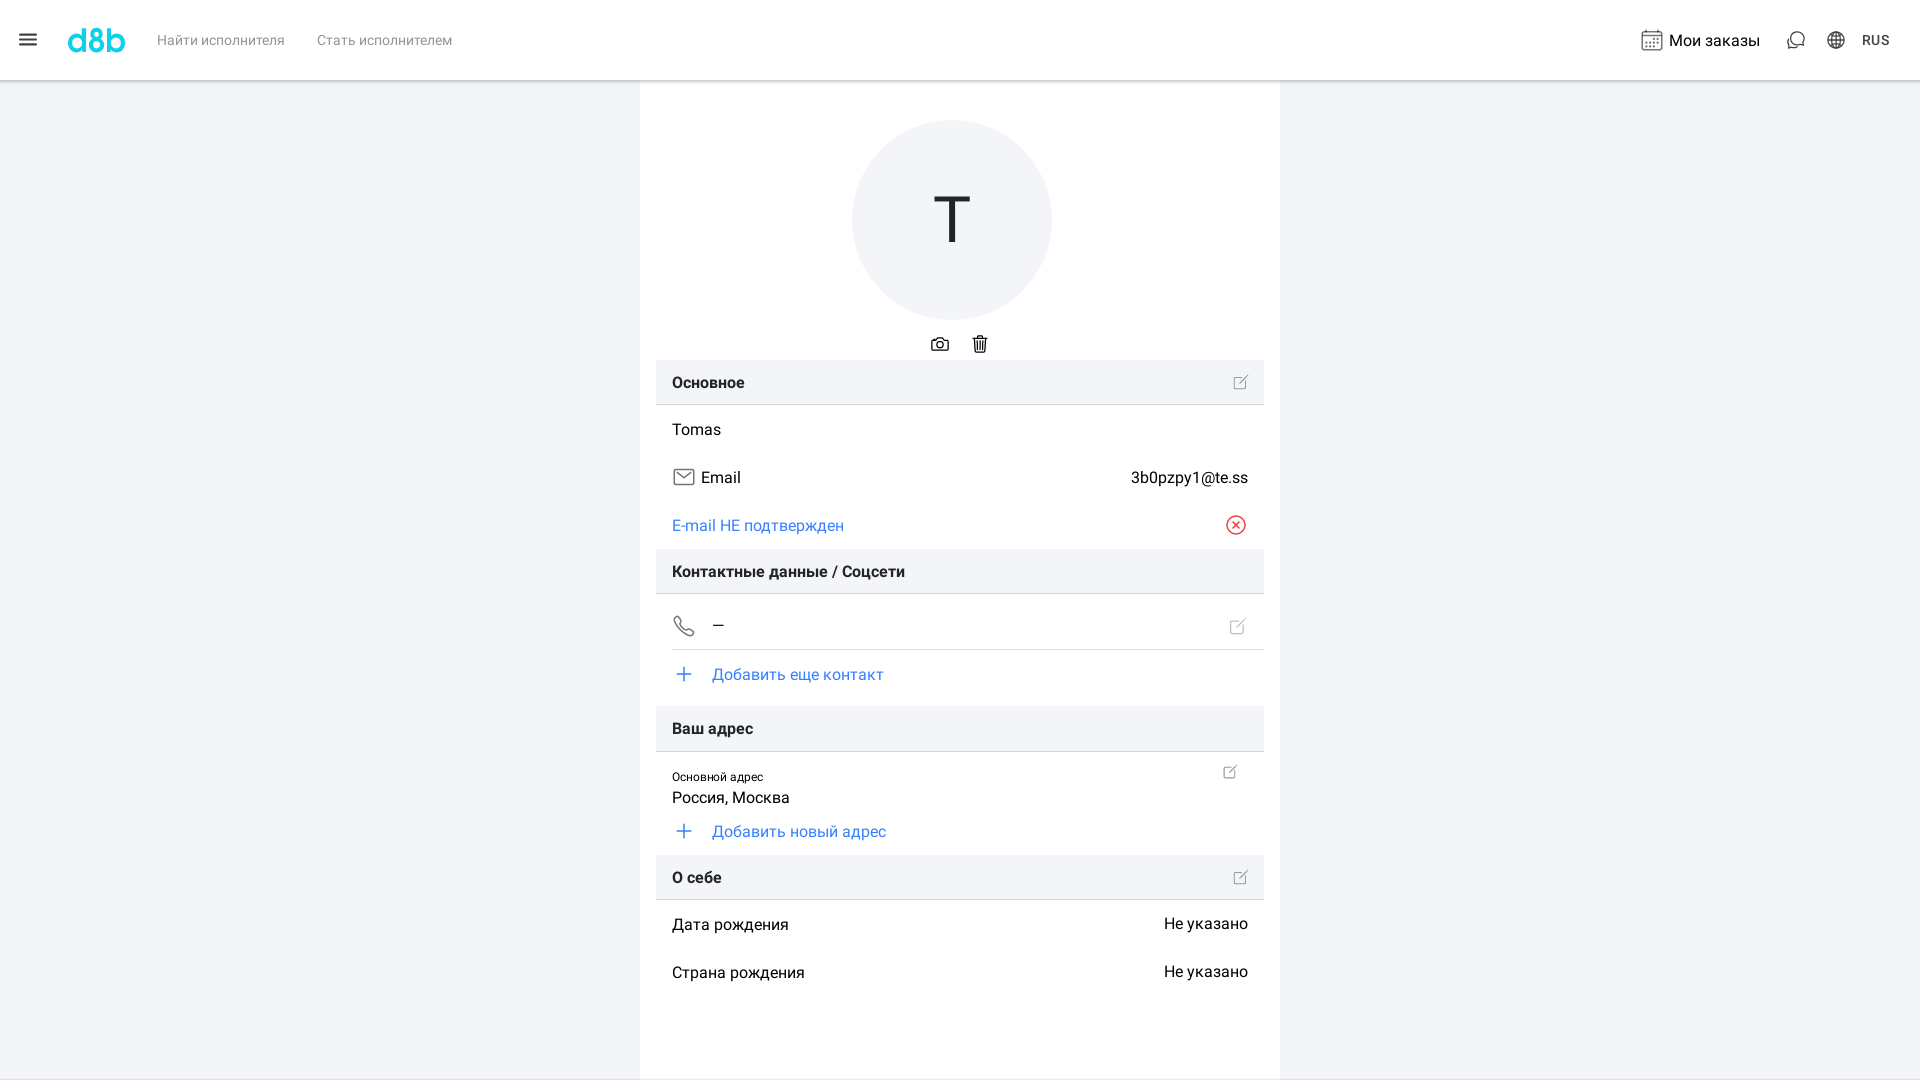 d8b
Найти исполнителя
Стать исполнителем
Мои заказы
RUS
T
Основное
Tomas
Email
3b0pzpy1@te.ss
E-mail НЕ подтвержден
Контактные данные / Соцсети
—
Добавить еще контакт
Ваш адрес
Основной адрес
Россия, Москва
Добавить новый адрес
О себе
Дата рождения
Не указано
Страна рождения
Не указано